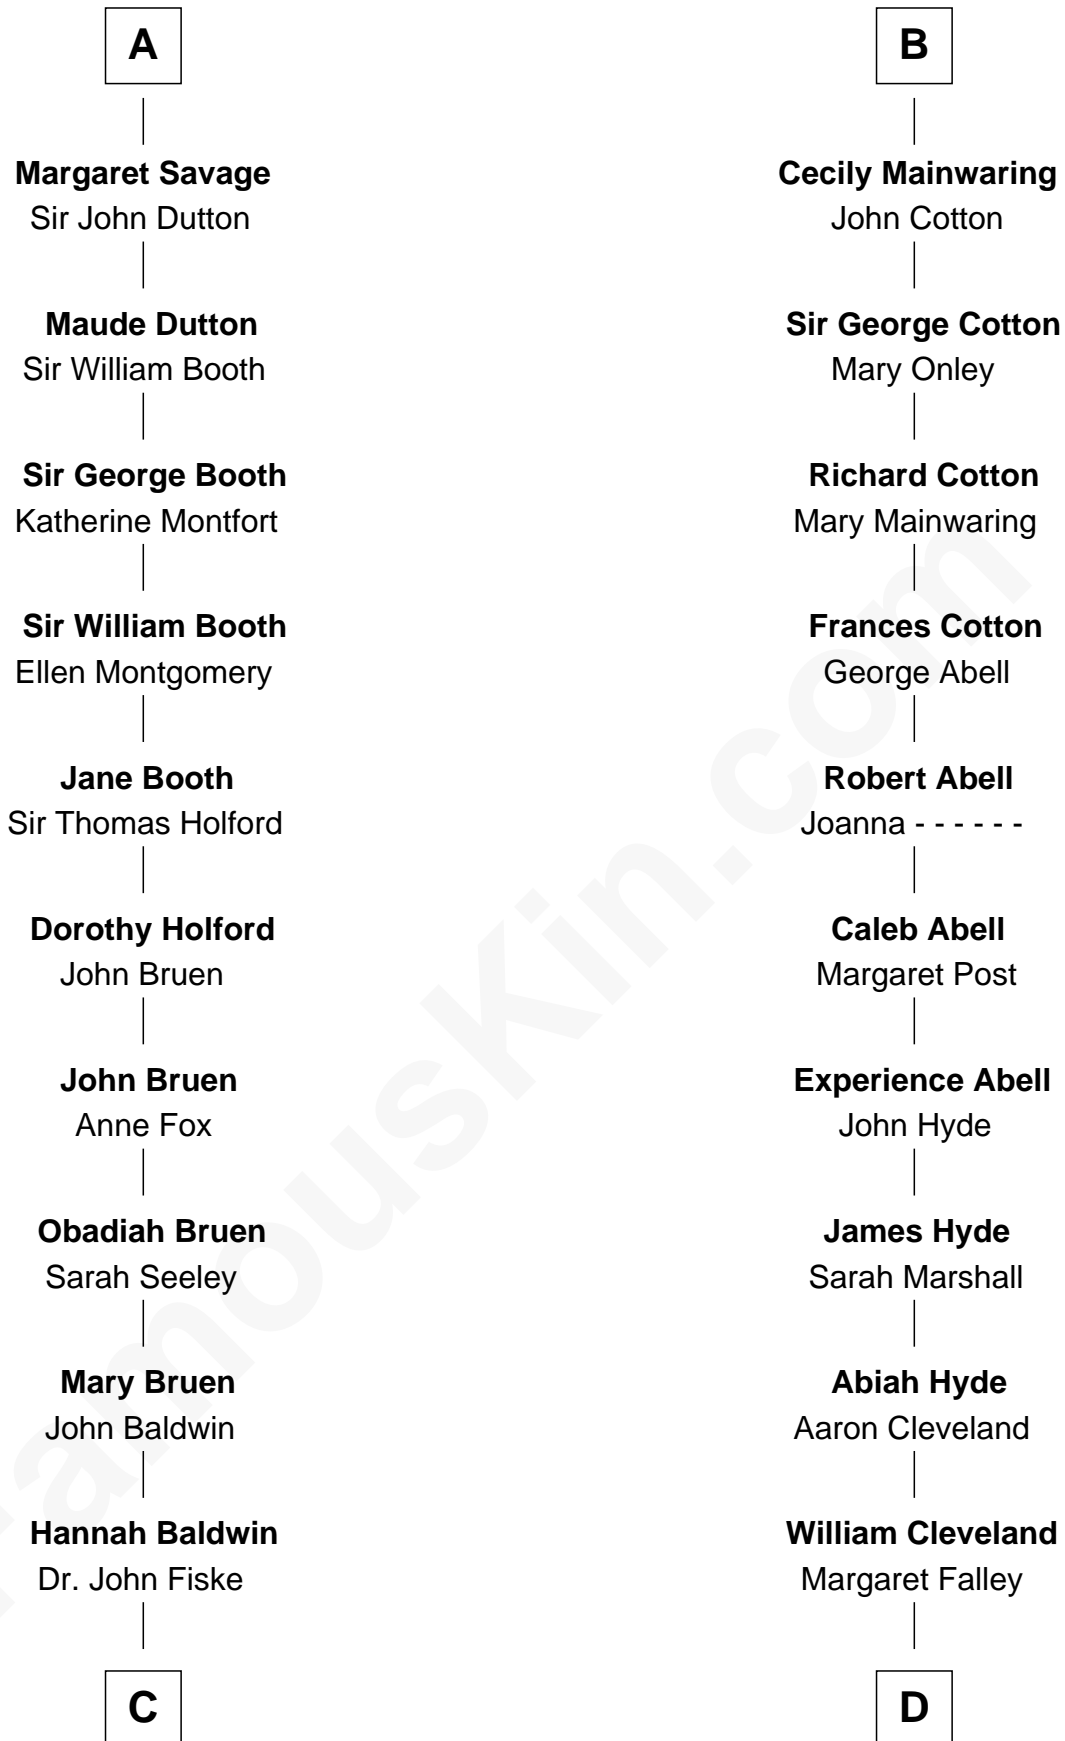 A
Margaret Savage
Sir John Dutton
Maude Dutton
Sir William Booth
Sir George Booth
Katherine Montfort
Sir William Booth
Ellen Montgomery
Jane Booth
Sir Thomas Holford
Dorothy Holford
John Bruen
John Bruen
Anne Fox
Obadiah Bruen
Sarah Seeley
Mary Bruen
John Baldwin
Hannah Baldwin
Dr. John Fiske
C
B
Cecily Mainwaring
John Cotton
Sir George Cotton
Mary Onley
Richard Cotton
Mary Mainwaring
Frances Cotton
George Abell
Robert Abell
Joanna - - - - - -
Caleb Abell
Margaret Post
Experience Abell
John Hyde
James Hyde
Sarah Marshall
Abiah Hyde
Aaron Cleveland
William Cleveland
Margaret Falley
D
FamousKin.com